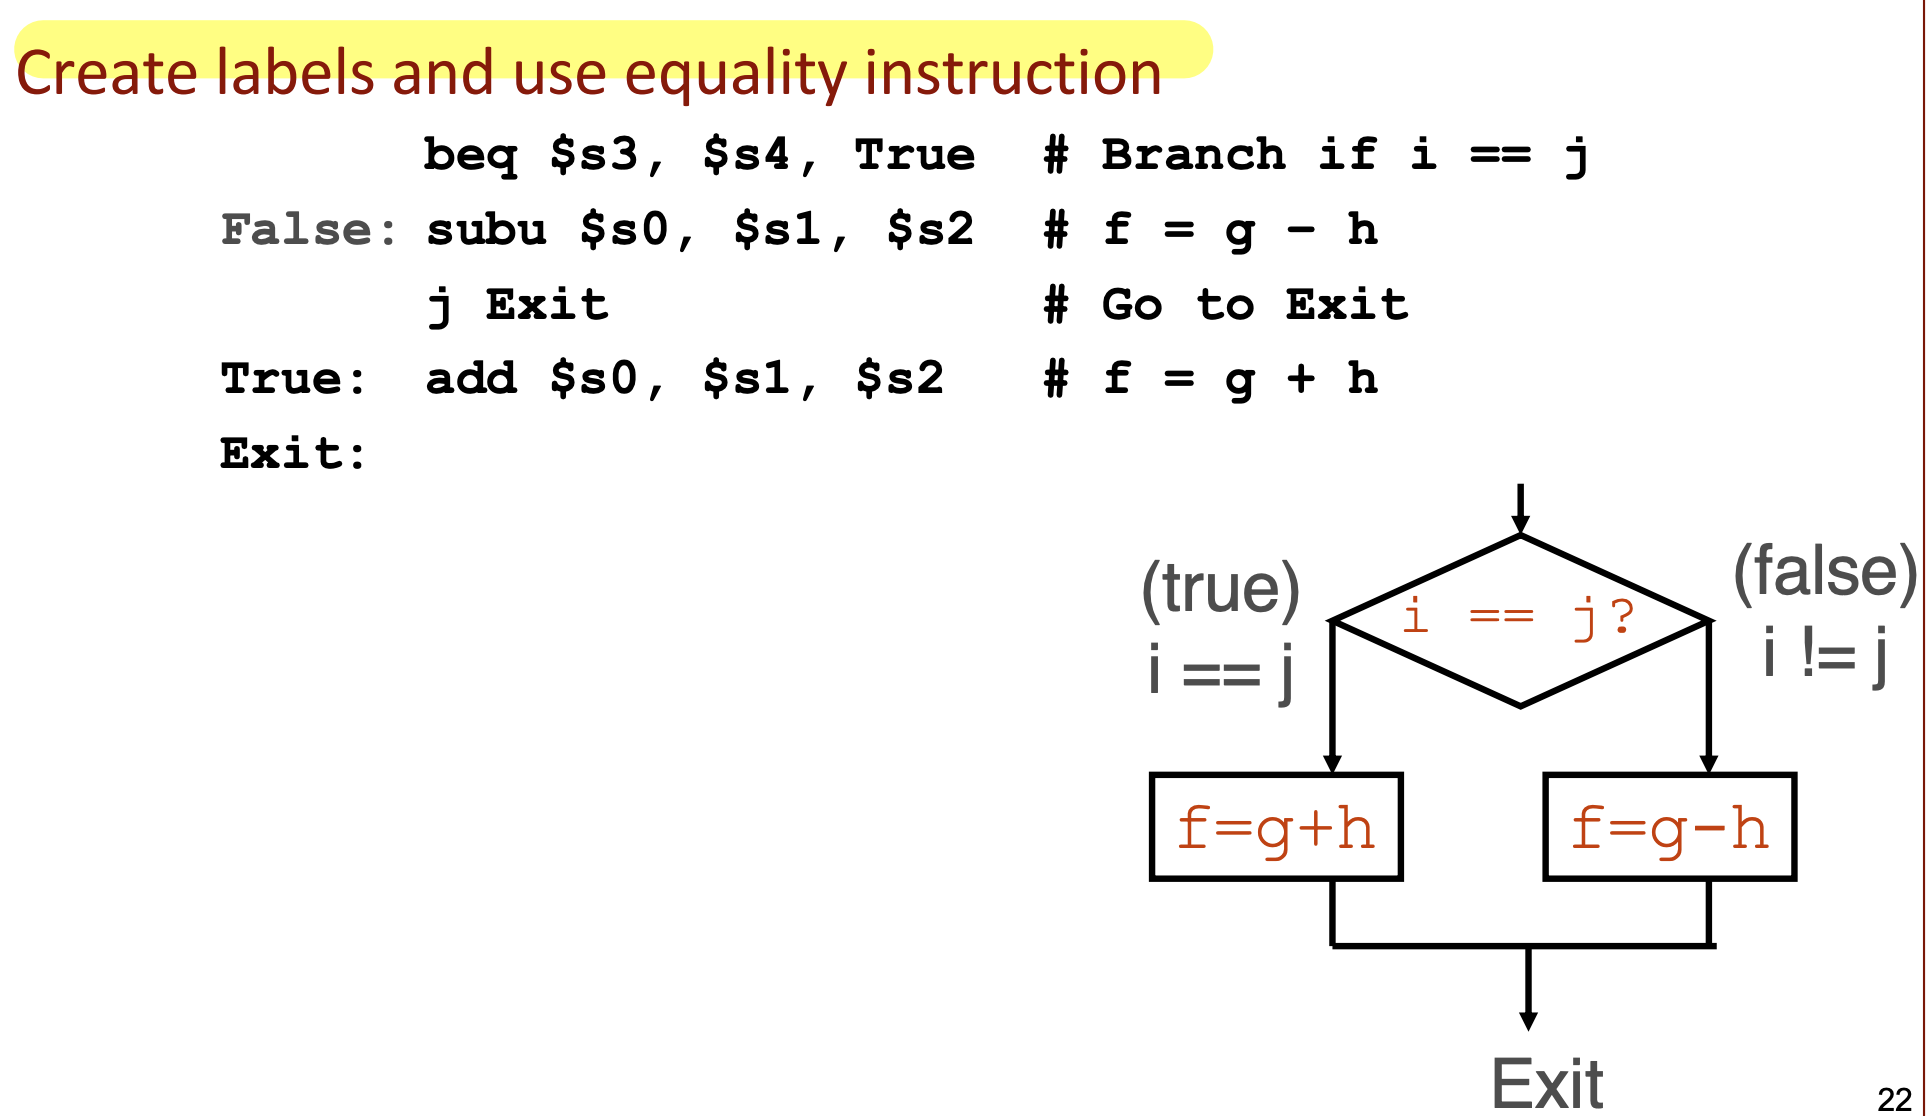 Create labels and use equality instruction
beq $s3, $s4, True # Branch if i == j
False: subu $s0, $s1, $s2 # f = g – h
j Exit # Go to Exit
True: add $s0, $s1, $s2 # f = g + h
Exit:
(true)
i == j
i == j?
(false)
i != j
f=g+h
f=g-h
Exit
22